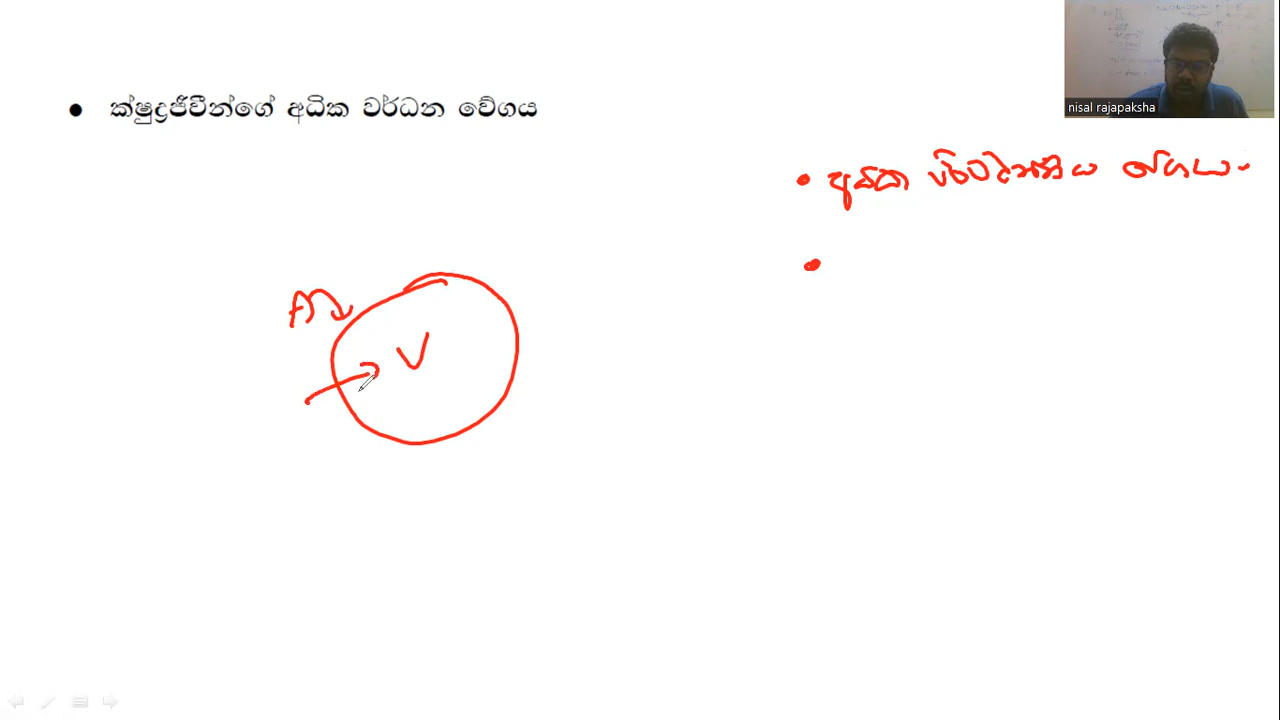 • ක්ෂුද්‍රජීවීන්ගේ අධික වර්ධන වේගය
nisal rajapaksha
• අධික පරිවෘත්තීය වේගය
•
A
V